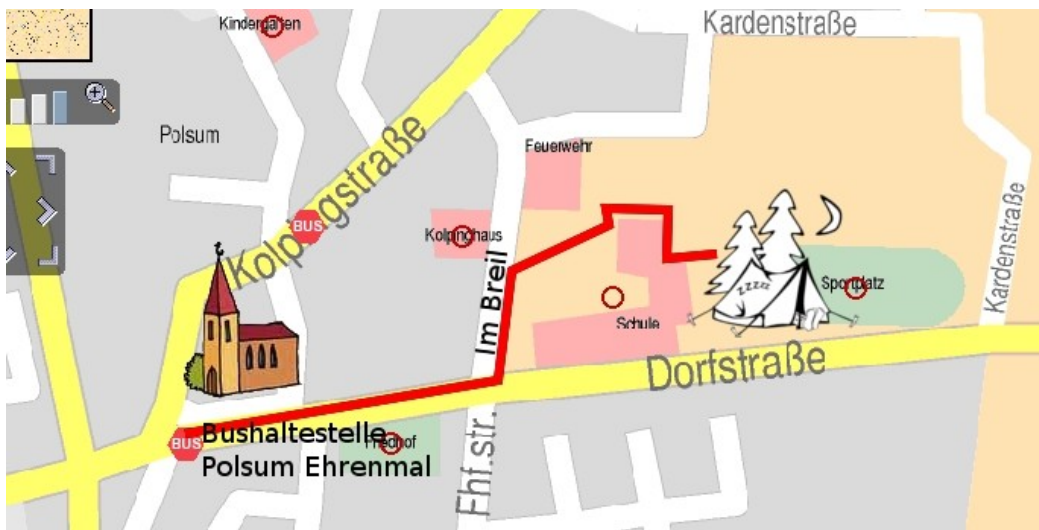 Kindergarten
Kardenstraße
Polsum
Kolpingstraße
Feuerwehr
BUS
Kolpinghaus
Im Breil
Kardenstraße
zzzzz
Sportplatz
Schule
Dorfstraße
BUS
Bushaltestelle
Friedhof
Polsum Ehrenmal
Fhf.str.